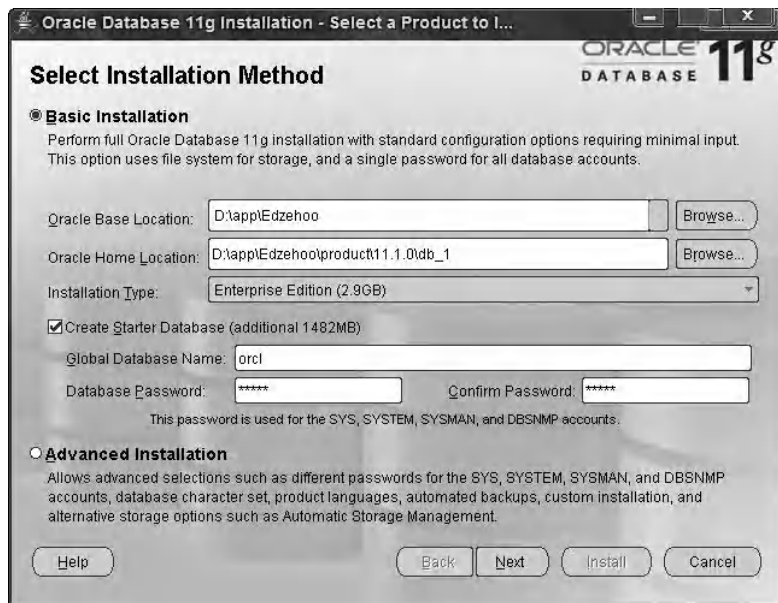 Oracle Database 11g Installation - Select a Product to I...
ORACLE
DATABASE 11g
Select Installation Method
Basic Installation
Perform full Oracle Database 11g installation with standard configuration options requiring minimal input.
This option uses file system for storage, and a single password for all database accounts.
Oracle Base Location: D:\app\Edzehoo Browse...
Oracle Home Location: D:\app\Edzehoo\product\11.1.0\db_1 Browse...
Installation Type: Enterprise Edition (2.9GB)
Create Starter Database (additional 1482MB)
Global Database Name: orcl
Database Password: ***** Confirm Password: *****
This password is used for the SYS, SYSTEM, SYSMAN, and DBSNMP accounts.
Advanced Installation
Allows advanced selections such as different passwords for the SYS, SYSTEM, SYSMAN, and DBSNMP
accounts, database character set, product languages, automated backups, custom installation, and
alternative storage options such as Automatic Storage Management.
Help Back Next Install Cancel